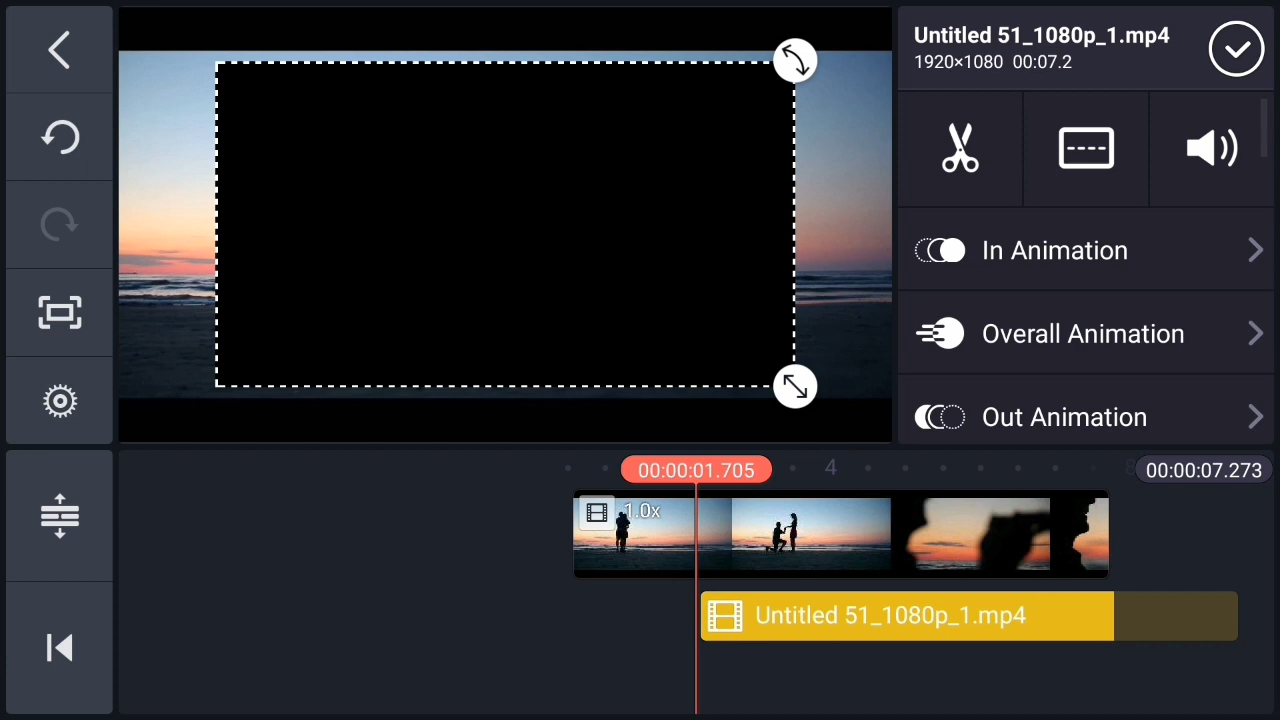 Untitled 51_1080p_1.mp4
1920×1080 00:07.2
In Animation
Overall Animation
Out Animation
00:00:01.705
4
8
00:00:07.273
1.0x
Untitled 51_1080p_1.mp4